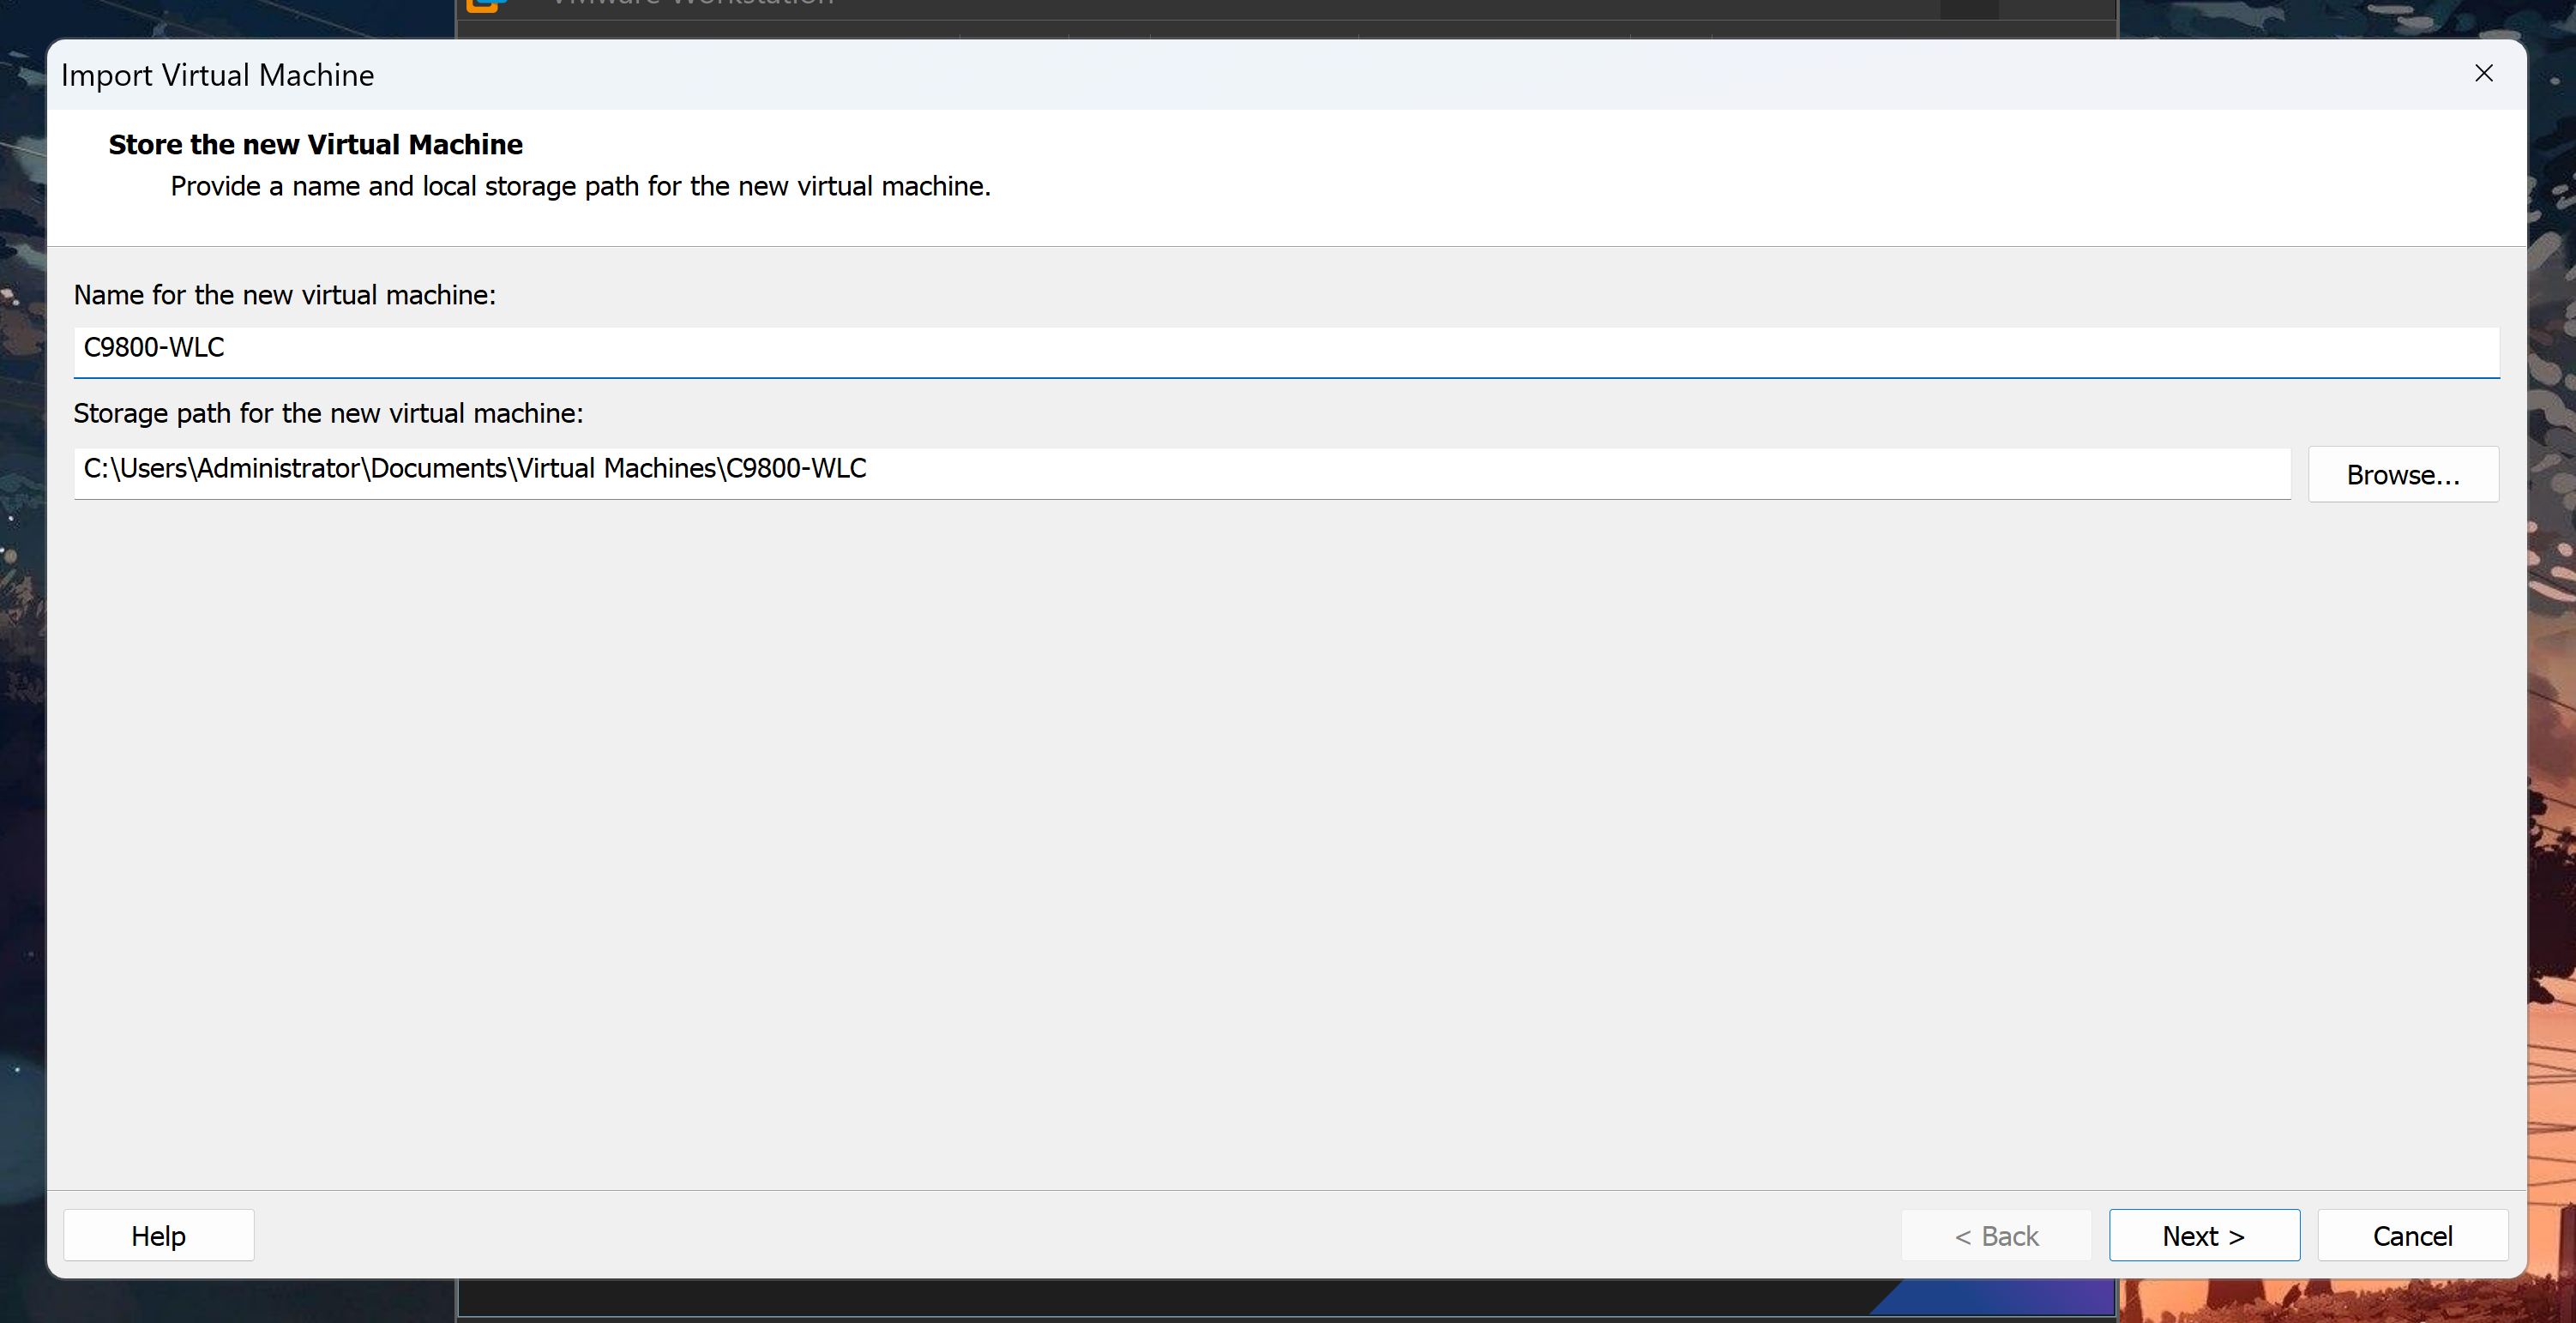 VMware Workstation
Import Virtual Machine
Store the new Virtual Machine
Provide a name and local storage path for the new virtual machine.
Name for the new virtual machine:
C9800-WLC
Storage path for the new virtual machine:
C:\Users\Administrator\Documents\Virtual Machines\C9800-WLC
Browse...
Help
< Back
Next >
Cancel